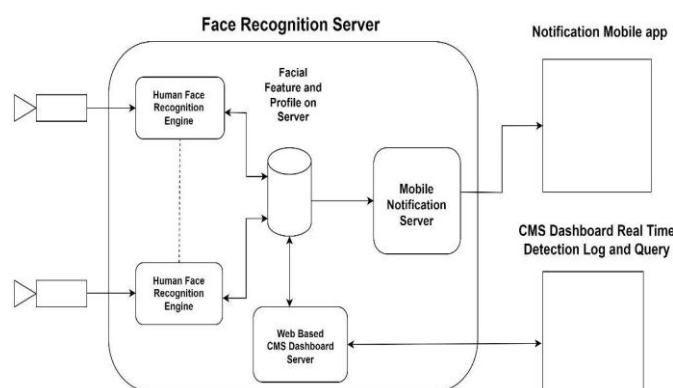 Face Recognition Server
Notification Mobile app
Human Face
Recognition
Engine
Facial
Feature and
Profile on
Server
Mobile
Notification
Server
CMS Dashboard Real Time
Detection Log and Query
Human Face
Recognition
Engine
Web Based
CMS Dashboard
Server